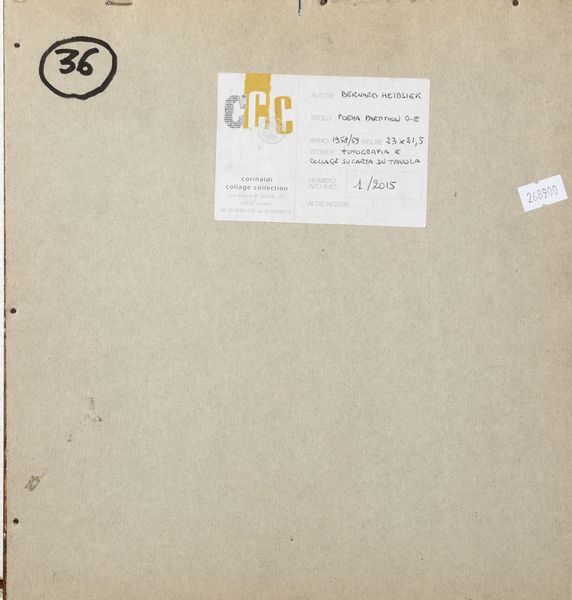 36
CCC
corinaldi
collage collection
AUTORE BERNARD HEIDSIEK
TITOLO POEMA PARTITION C-E
ANNO 1958/59 MISURE 23 x 21,5
TECNICA FOTOGRAFIA E
COLLAGE SU CARTA SU TAVOLA
NUMERO
ARCHIVIO 1/2015
ALTRE NOTIZIE
268900